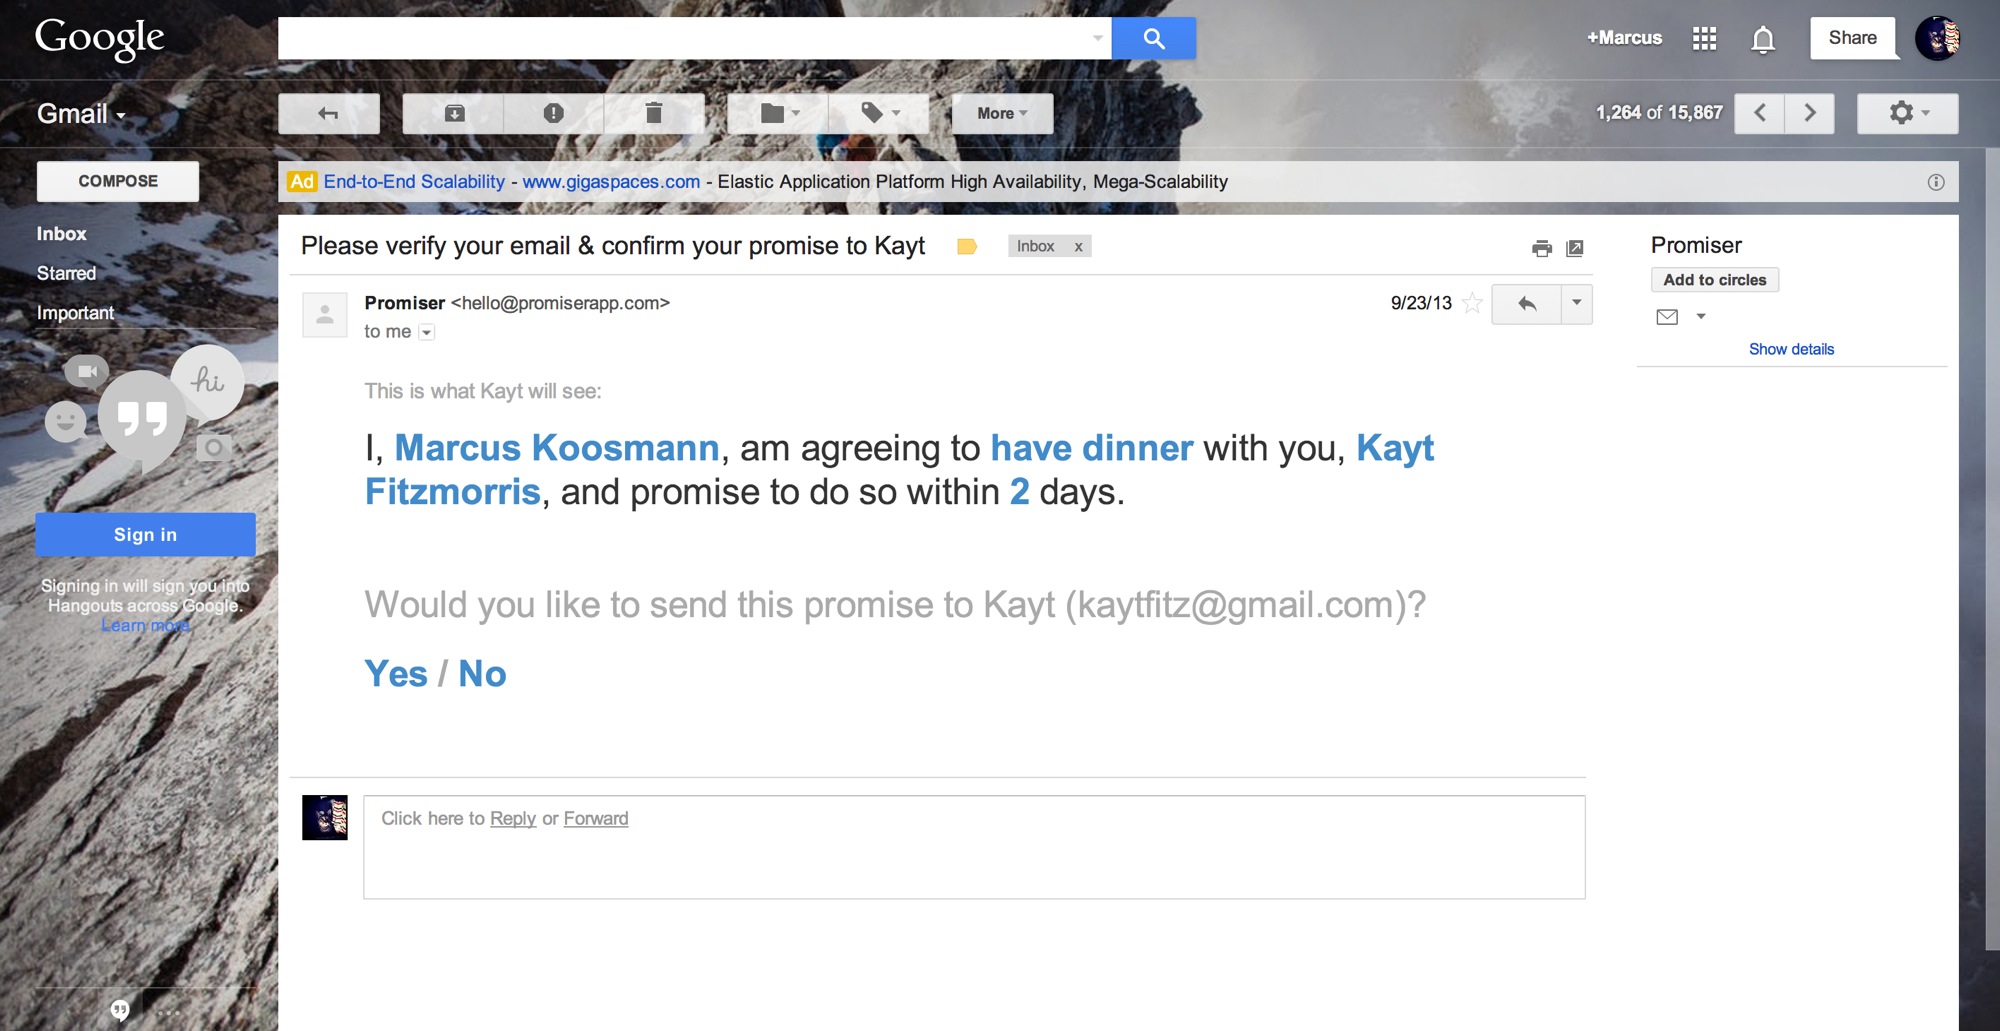 Google
+Marcus
Share
Gmail
More
1,264 of 15,867
COMPOSE
Ad End-to-End Scalability - www.gigaspaces.com - Elastic Application Platform High Availability, Mega-Scalability
Inbox
Starred
Important
hi
Sign in
Signing in will sign you into
Hangouts across Google.
Learn more
Please verify your email & confirm your promise to Kayt
Inbox x
Promiser <hello@promiserapp.com>
9/23/13
to me
This is what Kayt will see:
I, Marcus Koosmann, am agreeing to have dinner with you, Kayt
Fitzmorris, and promise to do so within 2 days.
Would you like to send this promise to Kayt (kaytfitz@gmail.com)?
Yes / No
Click here to Reply or Forward
Promiser
Add to circles
Show details